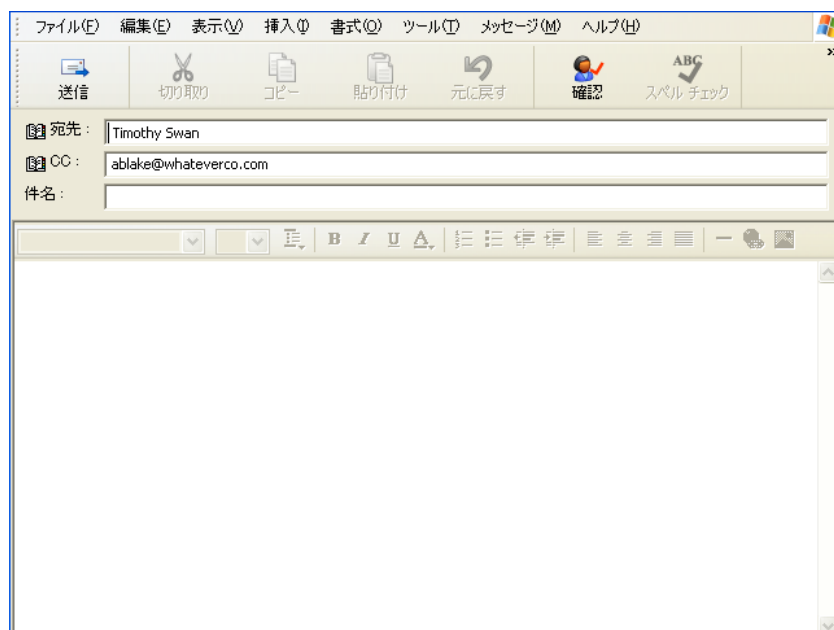 ファイル(F) 編集(E) 表示(V) 挿入(I) 書式(O) ツール(T) メッセージ(M) ヘルプ(H)
送信 切り取り コピー 貼り付け 元に戻す 確認 ABC スペル チェック
宛先: Timothy Swan
CC: ablake@whateverco.com
件名:
B I U A